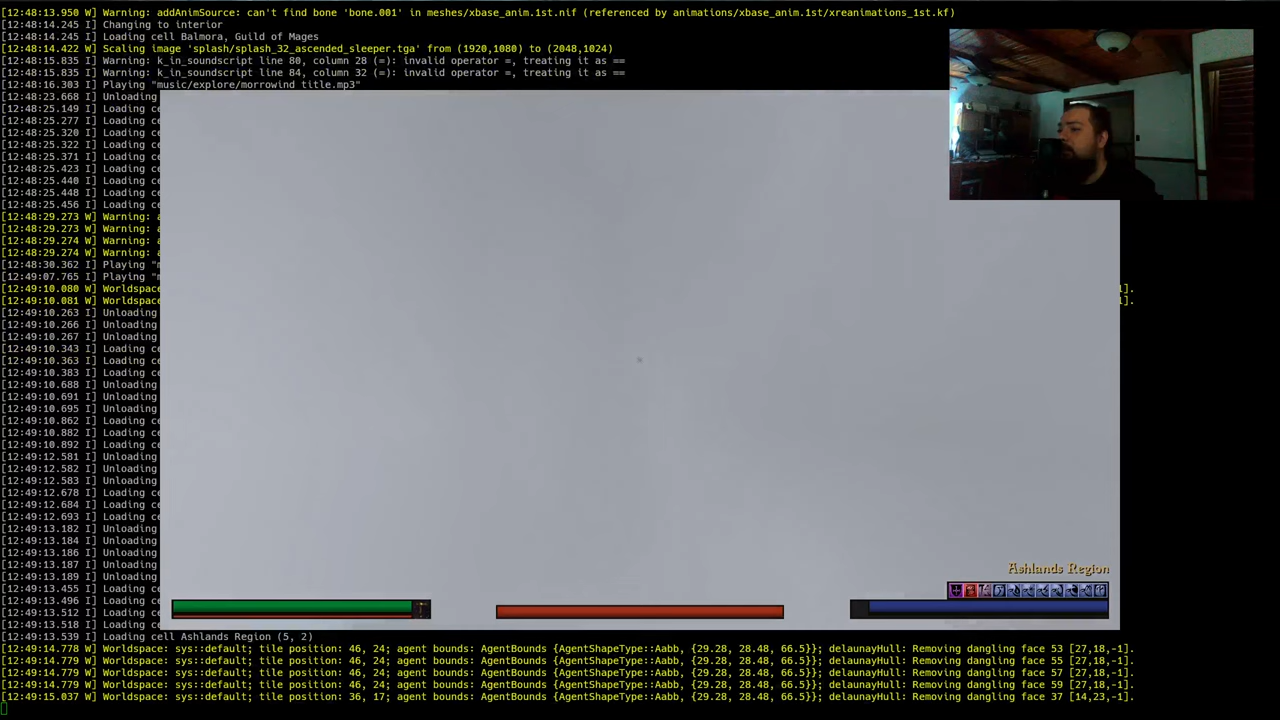 [12:48:13.950 W] Warning: addAnimSource: can't find bone 'bone.001' in meshes/xbase_anim.1st.nif (referenced by animations/xbase_anim.1st/xreanimations_1st.kf)
[12:48:14.245 I] Changing to interior
[12:48:14.245 I] Loading cell Balmora, Guild of Mages
[12:48:14.422 W] Scaling image 'splash/splash_32_ascended_sleeper.tga' from (1920,1080) to (2048,1024)
[12:48:15.835 I] Warning: k_in_soundscript line 80, column 28 (=): invalid operator =, treating it as ==
[12:48:15.835 I] Warning: k_in_soundscript line 84, column 32 (=): invalid operator =, treating it as ==
[12:48:16.303 I] Playing "music/explore/morrowind title.mp3"
[12:48:23.668 W] Unloading
[12:48:25.149 I] Loading ce
[12:48:25.277 I] Loading ce
[12:48:25.320 I] Loading ce
[12:48:25.322 I] Loading ce
[12:48:25.371 I] Loading ce
[12:48:25.423 I] Loading ce
[12:48:25.440 I] Loading ce
[12:48:25.448 I] Loading ce
[12:48:25.456 I] Loading ce
[12:48:29.273 W] Warning: a
[12:48:29.273 W] Warning: a
[12:48:29.274 W] Warning: a
[12:48:29.274 W] Warning: a
[12:48:30.362 I] Playing "m
[12:49:07.765 I] Playing "m
[12:49:10.080 W] Worldspace 1].
[12:49:10.081 W] Worldspace 1].
[12:49:10.263 I] Unloading
[12:49:10.266 I] Unloading
[12:49:10.267 I] Unloading
[12:49:10.343 I] Loading ce
[12:49:10.363 I] Loading ce
[12:49:10.383 I] Loading ce
[12:49:10.688 I] Unloading
[12:49:10.691 I] Unloading
[12:49:10.695 I] Unloading
[12:49:10.862 I] Loading ce
[12:49:10.882 I] Loading ce
[12:49:10.892 I] Loading ce
[12:49:12.581 I] Unloading
[12:49:12.582 I] Unloading
[12:49:12.583 I] Unloading
[12:49:12.678 I] Loading ce
[12:49:12.684 I] Loading ce
[12:49:12.693 I] Loading ce
[12:49:13.182 I] Unloading
[12:49:13.184 I] Unloading
[12:49:13.186 I] Unloading
[12:49:13.187 I] Unloading
[12:49:13.189 I] Unloading
Ashlands Region
[12:49:13.455 I] Loading ce
[12:49:13.496 I] Loading ce
[12:49:13.512 I] Loading ce
[12:49:13.518 I] Loading ce
[12:49:13.539 I] Loading cell Ashlands Region (5, 2)
[12:49:14.778 W] Worldspace: sys::default; tile position: 46, 24; agent bounds: AgentBounds {AgentShapeType::Aabb, {29.28, 28.48, 66.5}}; delaunayHull: Removing dangling face 53 [27,18,-1].
[12:49:14.779 W] Worldspace: sys::default; tile position: 46, 24; agent bounds: AgentBounds {AgentShapeType::Aabb, {29.28, 28.48, 66.5}}; delaunayHull: Removing dangling face 55 [27,18,-1].
[12:49:14.779 W] Worldspace: sys::default; tile position: 46, 24; agent bounds: AgentBounds {AgentShapeType::Aabb, {29.28, 28.48, 66.5}}; delaunayHull: Removing dangling face 57 [27,18,-1].
[12:49:14.779 W] Worldspace: sys::default; tile position: 46, 24; agent bounds: AgentBounds {AgentShapeType::Aabb, {29.28, 28.48, 66.5}}; delaunayHull: Removing dangling face 59 [27,18,-1].
[12:49:15.037 W] Worldspace: sys::default; tile position: 36, 17; agent bounds: AgentBounds {AgentShapeType::Aabb, {29.28, 28.48, 66.5}}; delaunayHull: Removing dangling face 37 [14,23,-1].